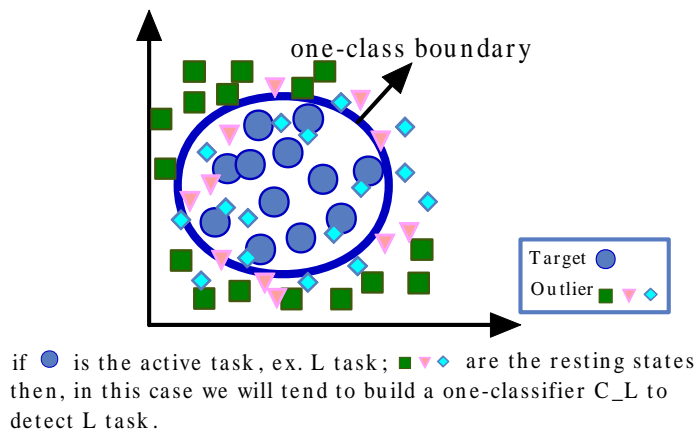 one-class boundary
Target
Outlier
if is the active task, ex. L task; are the resting states
then, in this case we will tend to build a one-classifier C_L to
detect L task.